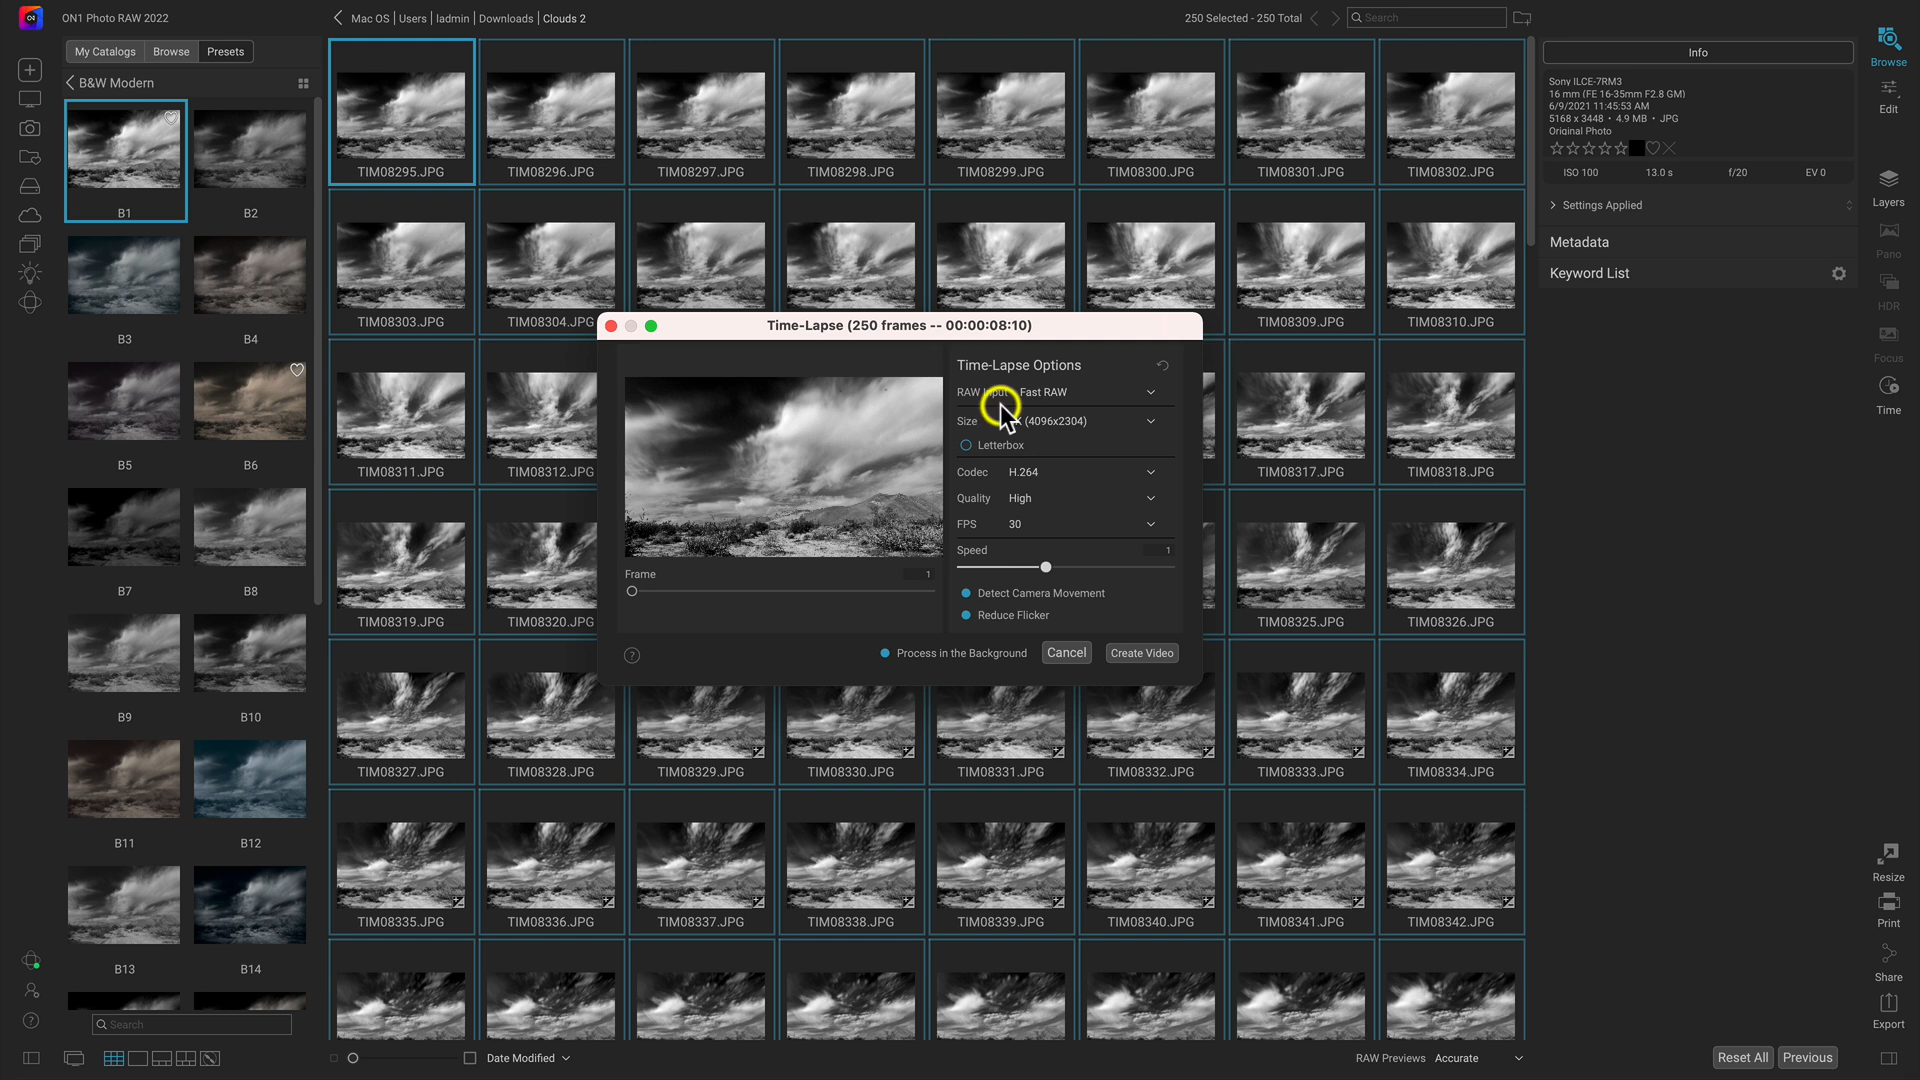 ON1 Photo RAW 2022
Mac OS Users ladmin Downloads Clouds 2
250 Selected - 250 Total
Search
My Catalogs Browse Presets
B&W Modern
B1 B2
B3 B4
B5 B6
B7 B8
B9 B10
B11 B12
B13 B14
Search
TIM08295.JPG TIM08296.JPG TIM08297.JPG TIM08298.JPG TIM08299.JPG TIM08300.JPG TIM08301.JPG TIM08302.JPG
TIM08303.JPG TIM08304.JPG TIM08309.JPG TIM08310.JPG
TIM08311.JPG TIM08312.JPG TIM08317.JPG TIM08318.JPG
TIM08319.JPG TIM08320.JPG TIM08325.JPG TIM08326.JPG
TIM08327.JPG TIM08328.JPG TIM08329.JPG TIM08330.JPG TIM08331.JPG TIM08332.JPG TIM08333.JPG TIM08334.JPG
TIM08335.JPG TIM08336.JPG TIM08337.JPG TIM08338.JPG TIM08339.JPG TIM08340.JPG TIM08341.JPG TIM08342.JPG
Time-Lapse (250 frames -- 00:00:08:10)
Frame 1
Time-Lapse Options
RAW Input Fast RAW
Size (4096x2304)
Letterbox
Codec H.264
Quality High
FPS 30
Speed 1
Detect Camera Movement
Reduce Flicker
? Process in the Background Cancel Create Video
Date Modified
RAW Previews Accurate
Info
Sony ILCE-7RM3
16 mm (FE 16-35mm F2.8 GM)
6/9/2021 11:45:53 AM
5168 x 3448 • 4.9 MB • JPG
Original Photo
ISO 100 13.0 s f/20 EV 0
Settings Applied
Metadata
Keyword List
Reset All Previous
Browse
Edit
Layers
Pano
HDR
Focus
Time
Resize
Print
Share
Export